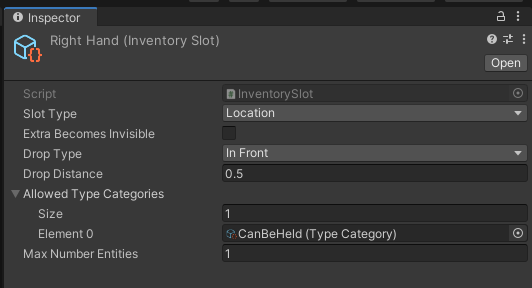 Inspector
Right Hand (Inventory Slot)
Open
Script InventorySlot
Slot Type Location
Extra Becomes Invisible
Drop Type In Front
Drop Distance 0.5
Allowed Type Categories
Size 1
Element 0 CanBeHeld (Type Category)
Max Number Entities 1